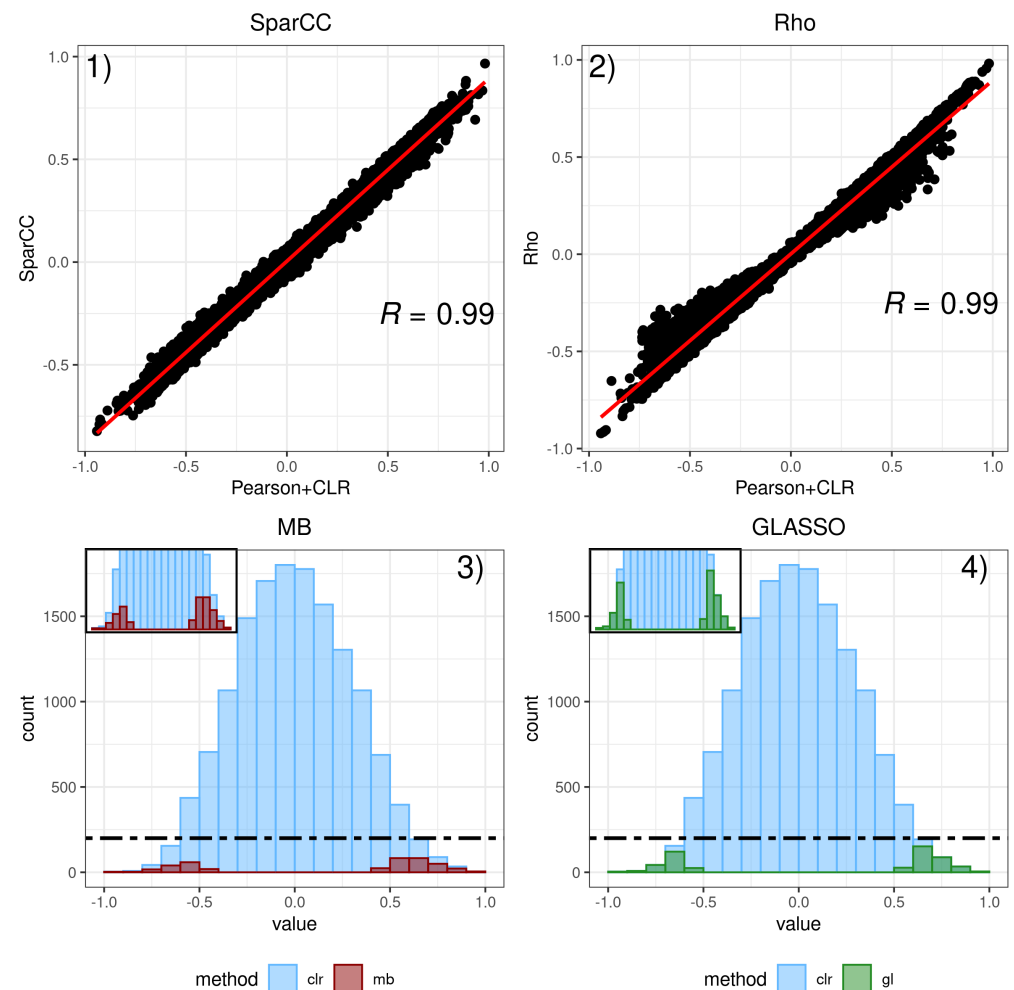 SparCC
Rho
1)
2)
SparCC
1.0
0.5
0.0
-0.5
R = 0.99
-1.0
-0.5
0.0
0.5
1.0
Pearson+CLR
Rho
1.0
0.5
0.0
-0.5
-1.0
R = 0.99
-1.0
-0.5
0.0
0.5
1.0
Pearson+CLR
MB
3)
count
1500
1000
500
0
-1.0
-0.5
0.0
0.5
1.0
value
method clr mb
GLASSO
4)
count
1500
1000
500
0
-1.0
-0.5
0.0
0.5
1.0
value
method clr gl